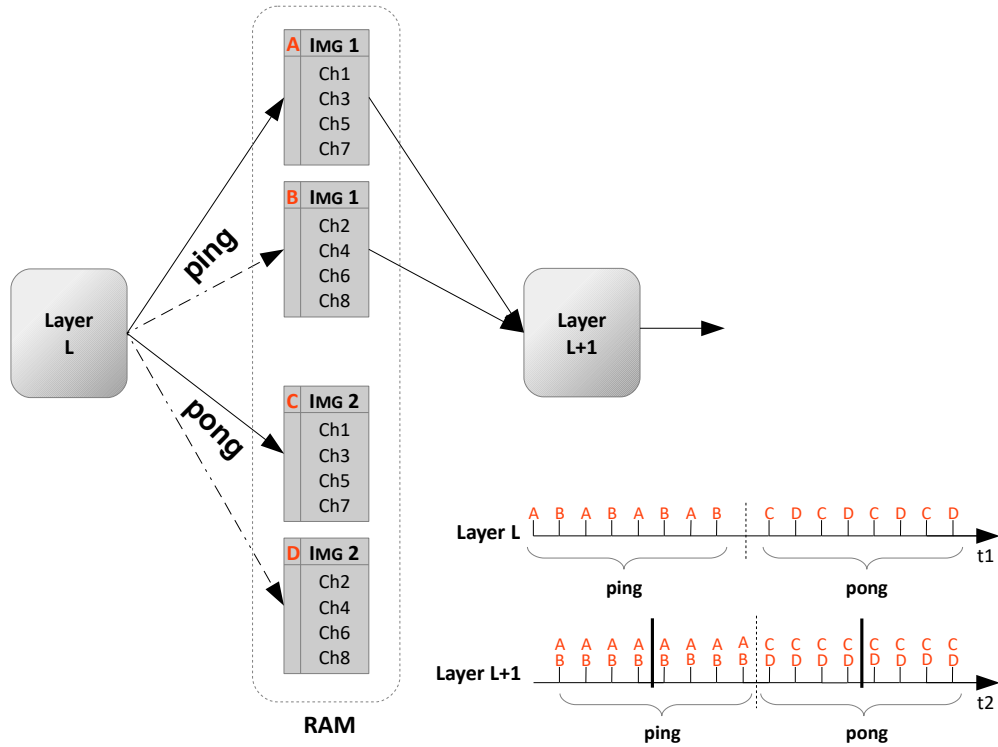 A IMG 1
Ch1
Ch3
Ch5
Ch7
B IMG 1
Ch2
Ch4
Ch6
Ch8
ping
Layer
L
Layer
L+1
pong
C IMG 2
Ch1
Ch3
Ch5
Ch7
D IMG 2
Ch2
Ch4
Ch6
Ch8
RAM
A B A B A B A B C D C D C D C D
Layer L
t1
ping pong
A A A A A A A A C C C C C C C C
B B B B B B B B D D D D D D D D
Layer L+1
t2
ping pong